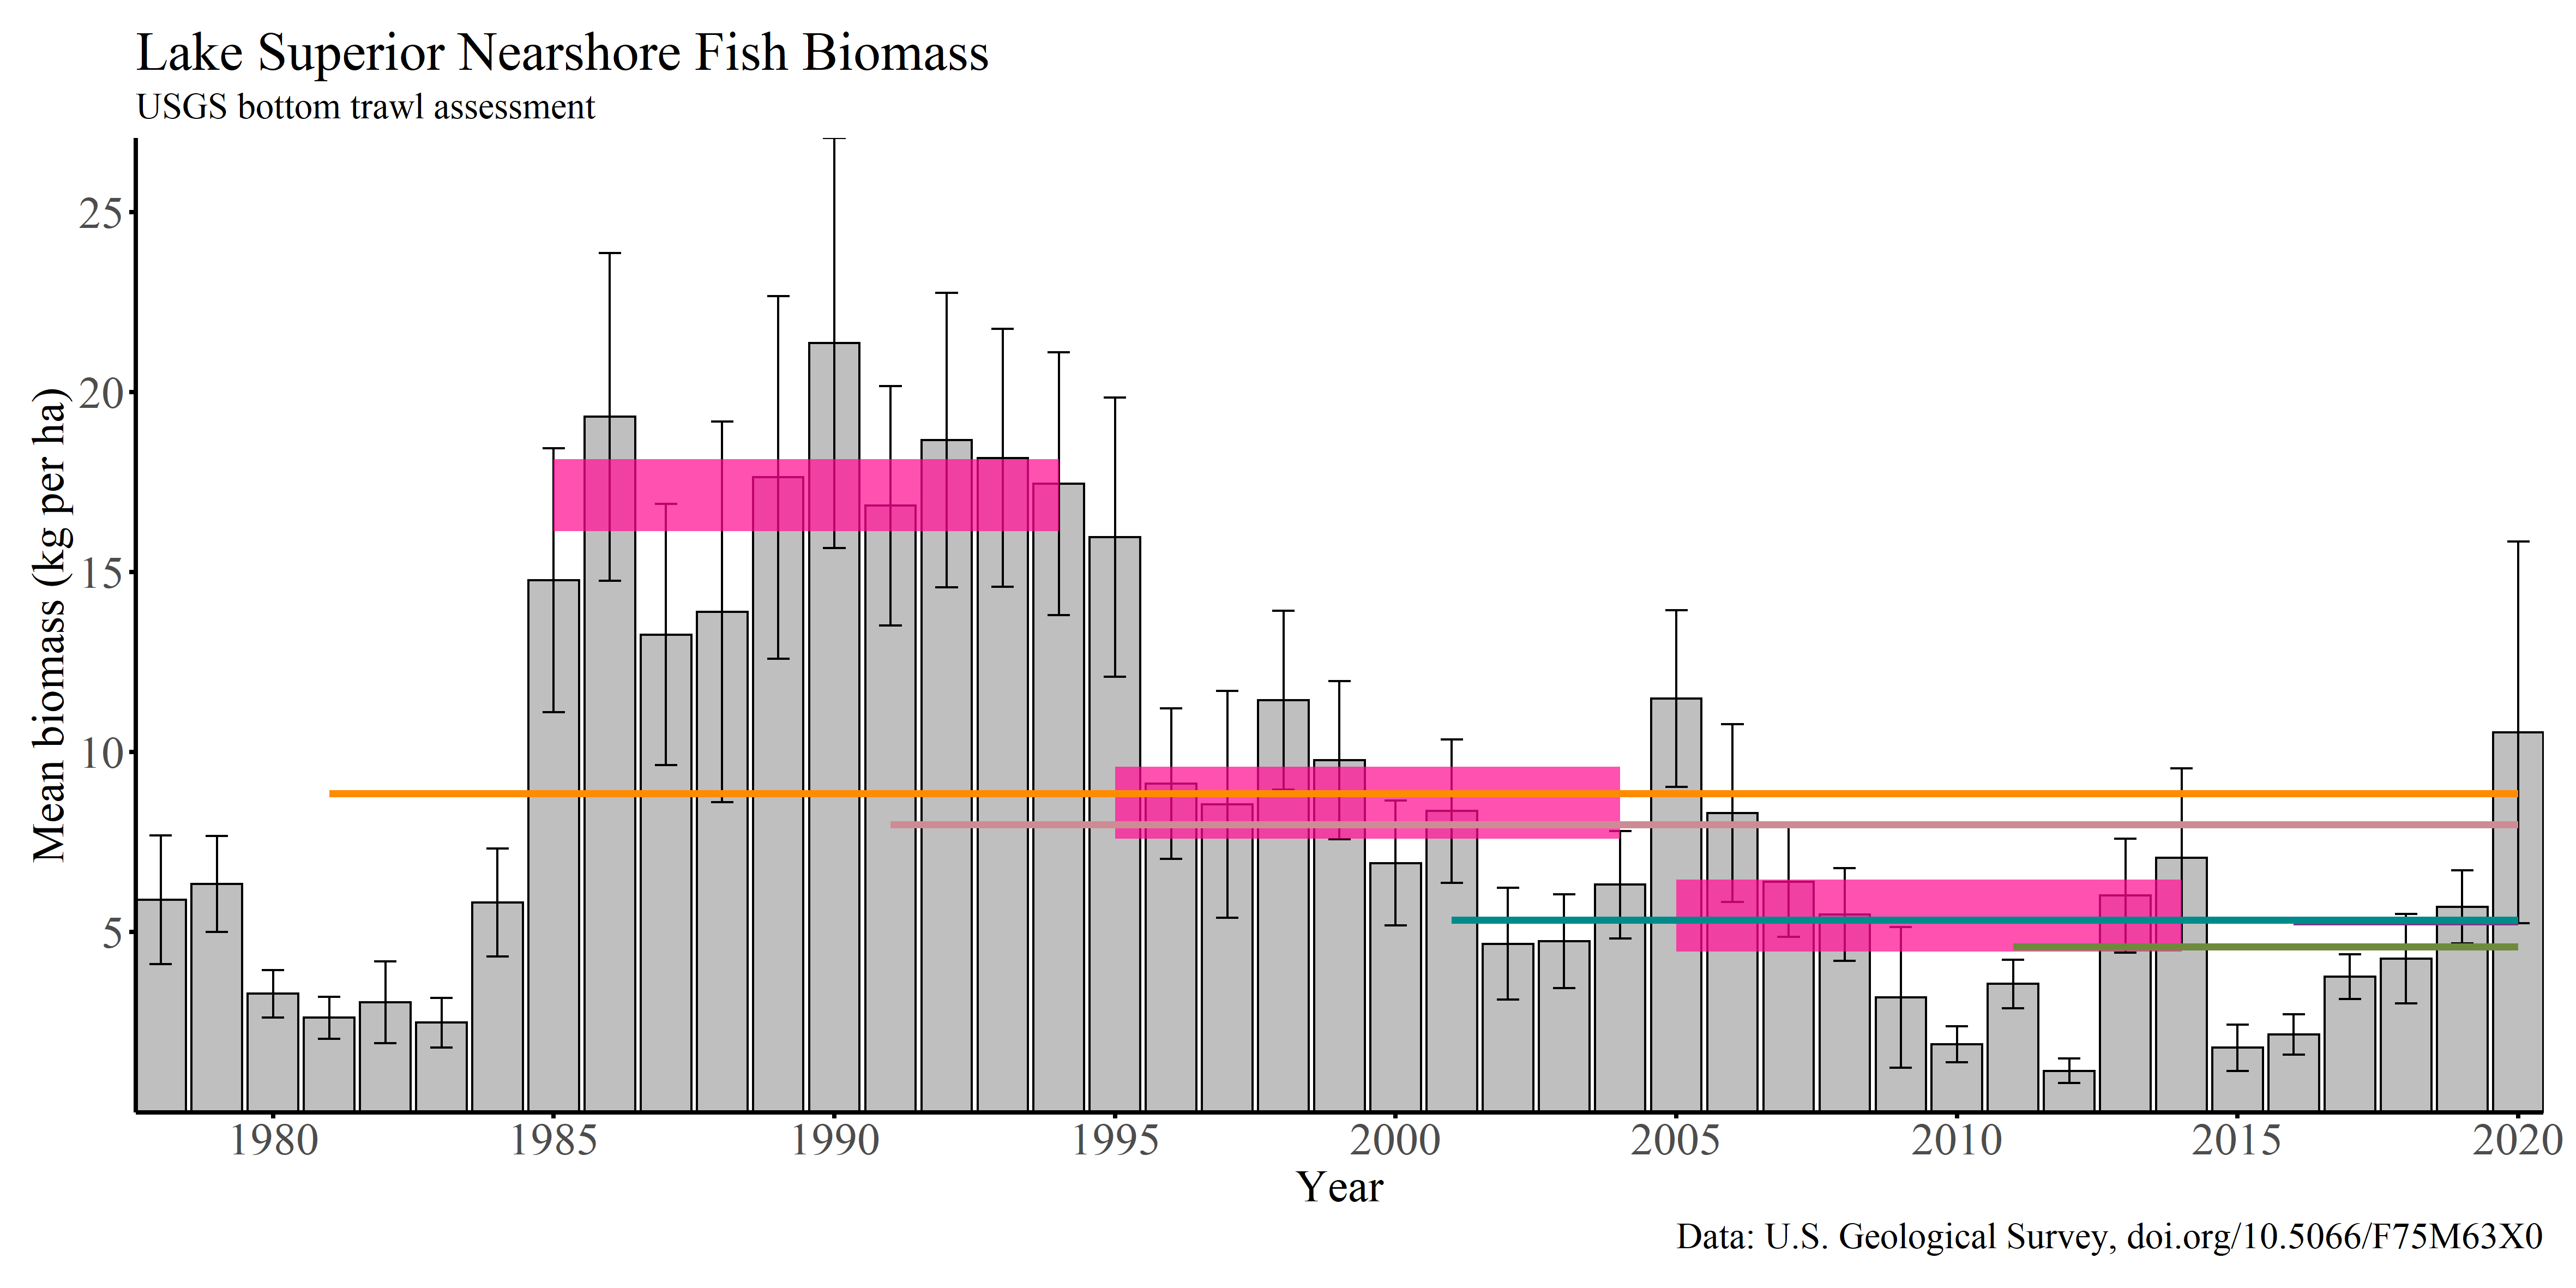 Lake Superior Nearshore Fish Biomass
USGS bottom trawl assessment
Mean biomass (kg per ha)
25
20
15
10
5
1980 1985 1990 1995 2000 2005 2010 2015 2020
Year
Data: U.S. Geological Survey, doi.org/10.5066/F75M63X0